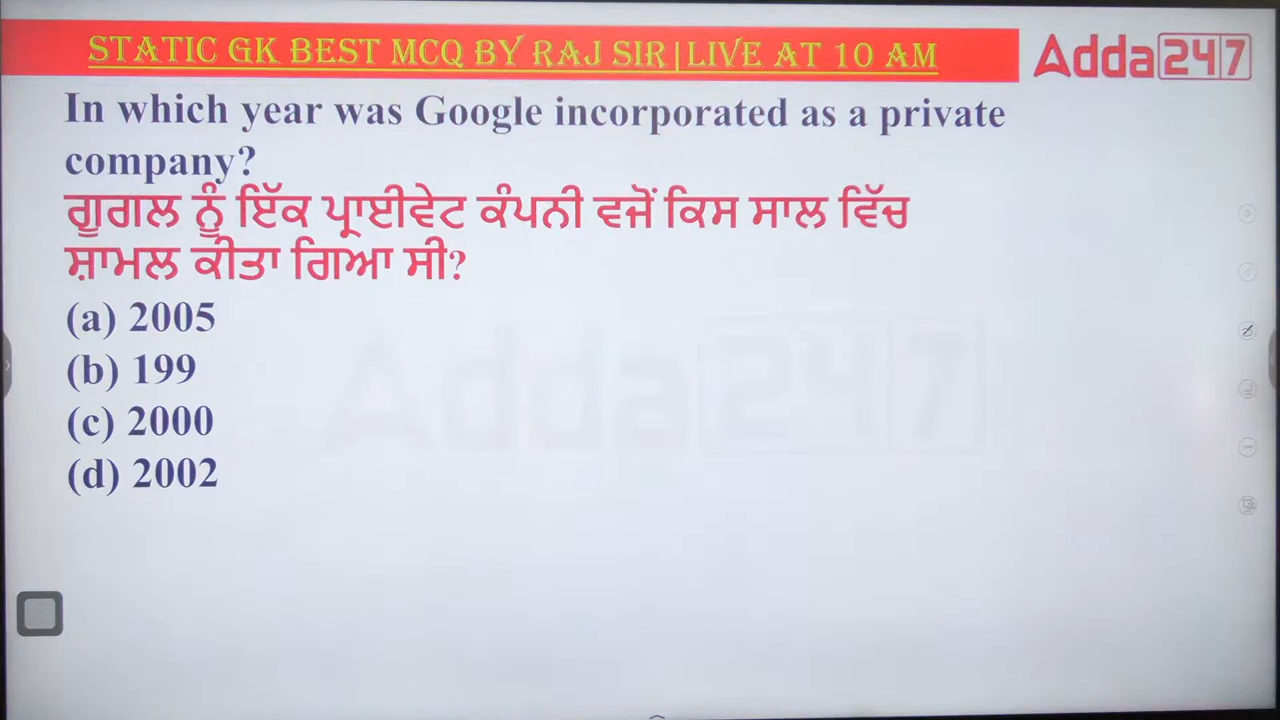 STATIC GK BEST MCQ BY RAJ SIR|LIVE AT 10 AM
Adda247
In which year was Google incorporated as a private
company?
ਗੂਗਲ ਨੂੰ ਇੱਕ ਪ੍ਰਾਈਵੇਟ ਕੰਪਨੀ ਵਜੋਂ ਕਿਸ ਸਾਲ ਵਿੱਚ
ਸ਼ਾਮਲ ਕੀਤਾ ਗਿਆ ਸੀ?
(a) 2005
(b) 199
(c) 2000
(d) 2002
Adda247